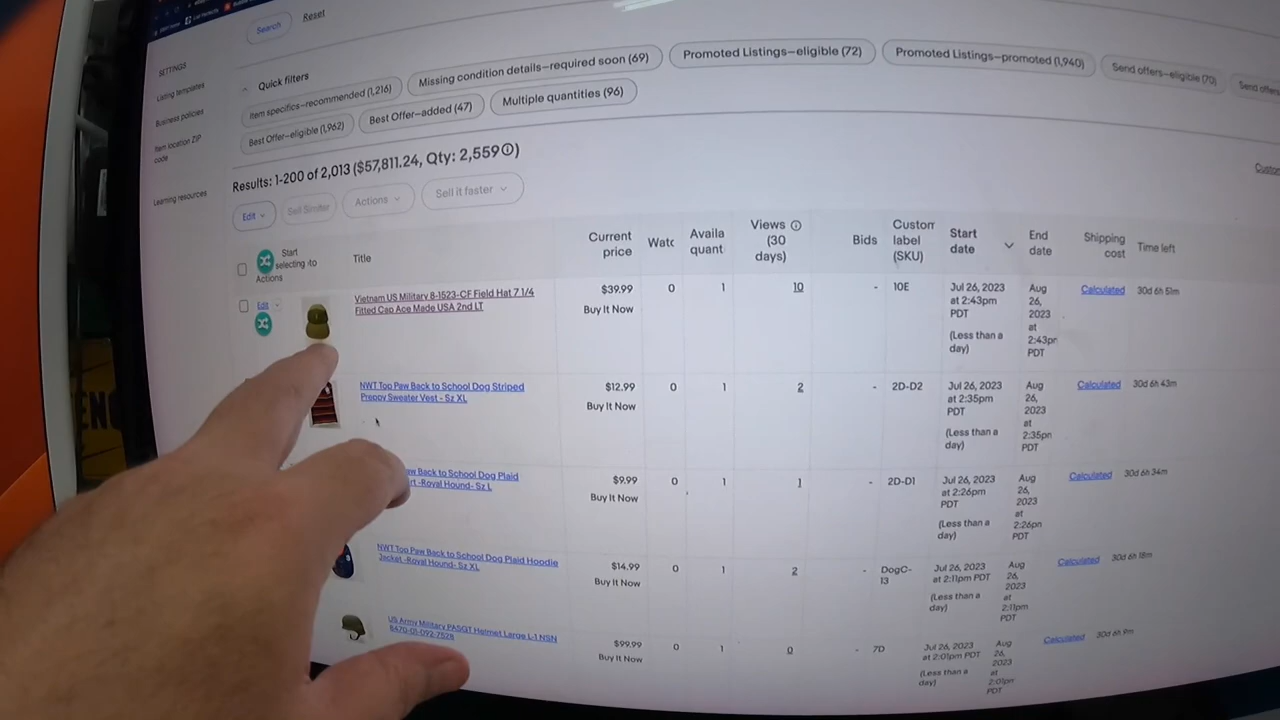 Search
Reset
SETTINGS
Listing templates
Business policies
Item location ZIP
code
Learning resources
Quick filters
Item specifics—recommended (1,216)
Missing condition details—required soon (69)
Promoted Listings—eligible (72)
Promoted Listings—promoted (1,940)
Send offers—eligible (70)
Send offers
Best Offer—eligible (1,962)
Best Offer—added (47)
Multiple quantities (96)
Results: 1-200 of 2,013 ($57,811.24, Qty: 2,559)
Edit
Sell Similar
Actions
Sell it faster
Custom
Start
selecting
Actions
Title
Current
price
Watc
Availa
quant
Views
(30
days)
Bids
Custom
label
(SKU)
Start
date
End
date
Shipping
cost
Time left
Edit
Vietnam US Military 8-1523-CF Field Hat 7 1/4
Fitted Cap Ace Made USA 2nd LT
$39.99
Buy It Now
0
1
10
-
10E
Jul 26, 2023
at 2:43pm
PDT
(Less than a
day)
Aug
26,
2023
at
2:43pm
PDT
Calculated
30d 6h 51m
NWT Top Paw Back to School Dog Striped
Preppy Sweater Vest - Sz XL
$12.99
Buy It Now
0
1
2
-
2D-D2
Jul 26, 2023
at 2:35pm
PDT
(Less than a
day)
Aug
26,
2023
at
2:35pm
PDT
Calculated
30d 6h 43m
aw Back to School Dog Plaid
rt -Royal Hound- Sz L
$9.99
Buy It Now
0
1
1
-
2D-D1
Jul 26, 2023
at 2:26pm
PDT
(Less than a
day)
Aug
26,
2023
at
2:26pm
PDT
Calculated
30d 6h 34m
NWT Top Paw Back to School Dog Plaid Hoodie
Jacket -Royal Hound- Sz XL
$14.99
Buy It Now
0
1
2
-
DogC-
13
Jul 26, 2023
at 2:11pm PDT
(Less than a
day)
Aug
26,
2023
at
2:11pm
PDT
Calculated
30d 6h 18m
US Army Military PASGT Helmet Large L-1 NSN
8470-01-092-7528
$99.99
Buy It Now
0
1
0
-
7D
Jul 26, 2023
at 2:01pm PDT
(Less than a
day)
Aug
26,
2023
at
2:01pm
PDT
Calculated
30d 6h 9m